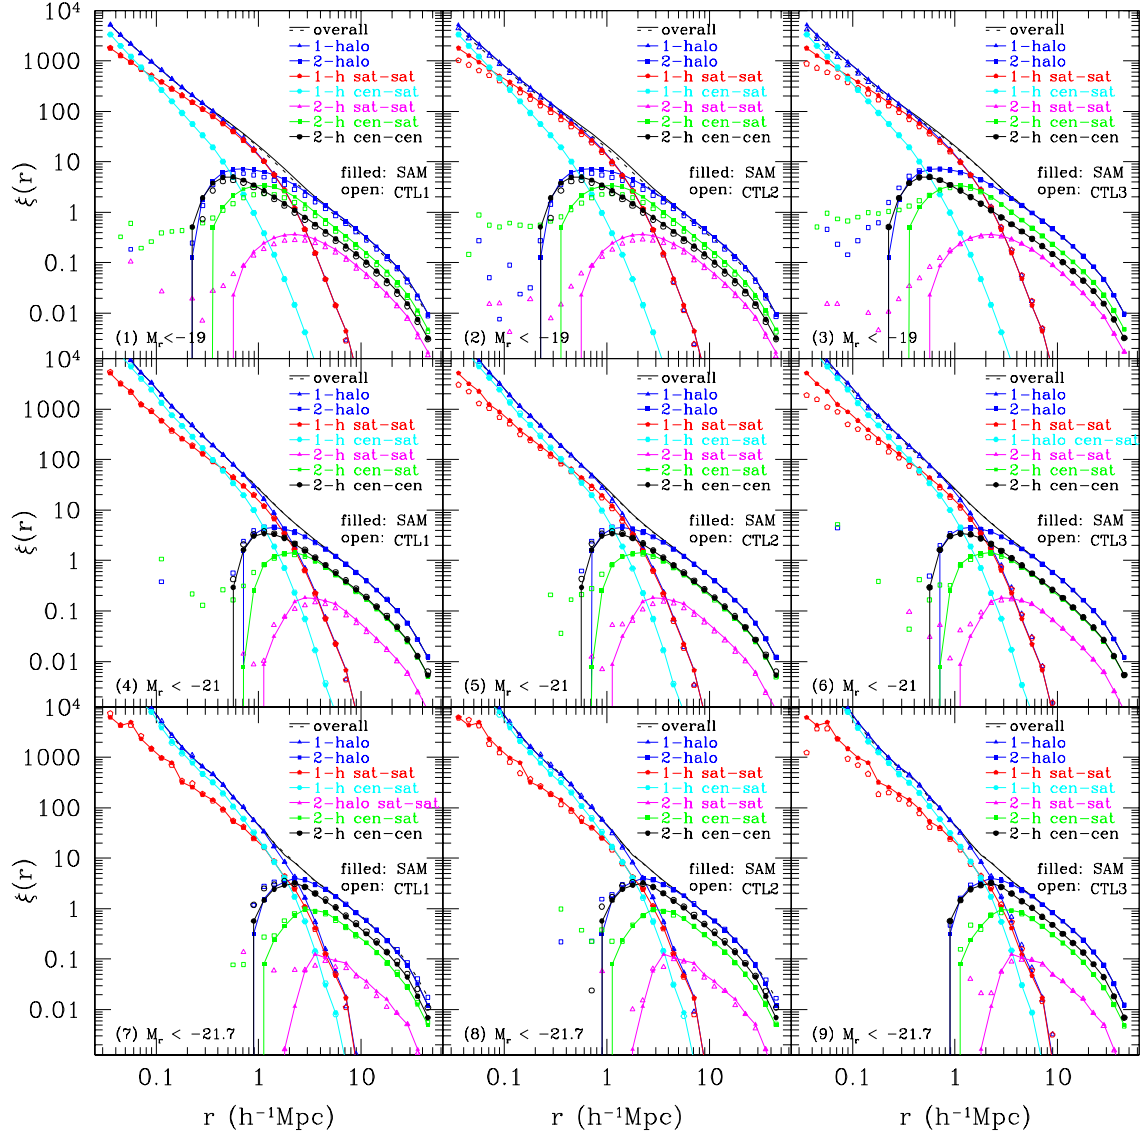 10⁴
1000
100
10
1
0.1
0.01
ξ(r)
overall
1-halo
2-halo
1-h sat-sat
1-h cen-sat
2-h sat-sat
2-h cen-sat
2-h cen-cen
filled: SAM
open: CTL1
(1) M_r<-19
overall
1-halo
2-halo
1-h sat-sat
1-h cen-sat
2-h sat-sat
2-h cen-sat
2-h cen-cen
filled: SAM
open: CTL2
(2) M_r < -19
overall
1-halo
2-halo
1-h sat-sat
1-h cen-sat
2-h sat-sat
2-h cen-sat
2-h cen-cen
filled: SAM
open: CTL3
(3) M_r < -19
10⁴
1000
100
10
1
0.1
0.01
ξ(r)
overall
1-halo
2-halo
1-h sat-sat
1-h cen-sat
2-h sat-sat
2-h cen-sat
2-h cen-cen
filled: SAM
open: CTL1
(4) M_r < -21
overall
1-halo
2-halo
1-h sat-sat
1-h cen-sat
2-h sat-sat
2-h cen-sat
2-h cen-cen
filled: SAM
open: CTL2
(5) M_r < -21
overall
1-halo
2-halo
1-h sat-sat
1-halo cen-sat
2-h sat-sat
2-h cen-sat
2-h cen-cen
filled: SAM
open: CTL3
(6) M_r < -21
10⁴
1000
100
10
1
0.1
0.01
ξ(r)
overall
1-halo
2-halo
1-h sat-sat
1-h cen-sat
2-halo sat-sat
2-h cen-sat
2-h cen-cen
filled: SAM
open: CTL1
(7) M_r < -21.7
overall
1-halo
2-halo
1-h sat-sat
1-h cen-sat
2-h sat-sat
2-h cen-sat
2-h cen-cen
filled: SAM
open: CTL2
(8) M_r < -21.7
overall
1-halo
2-halo
1-h sat-sat
1-h cen-sat
2-h sat-sat
2-h cen-sat
2-h cen-cen
filled: SAM
open: CTL3
(9) M_r < -21.7
0.1 1 10
0.1 1 10
0.1 1 10
r (h⁻¹Mpc)
r (h⁻¹Mpc)
r (h⁻¹Mpc)